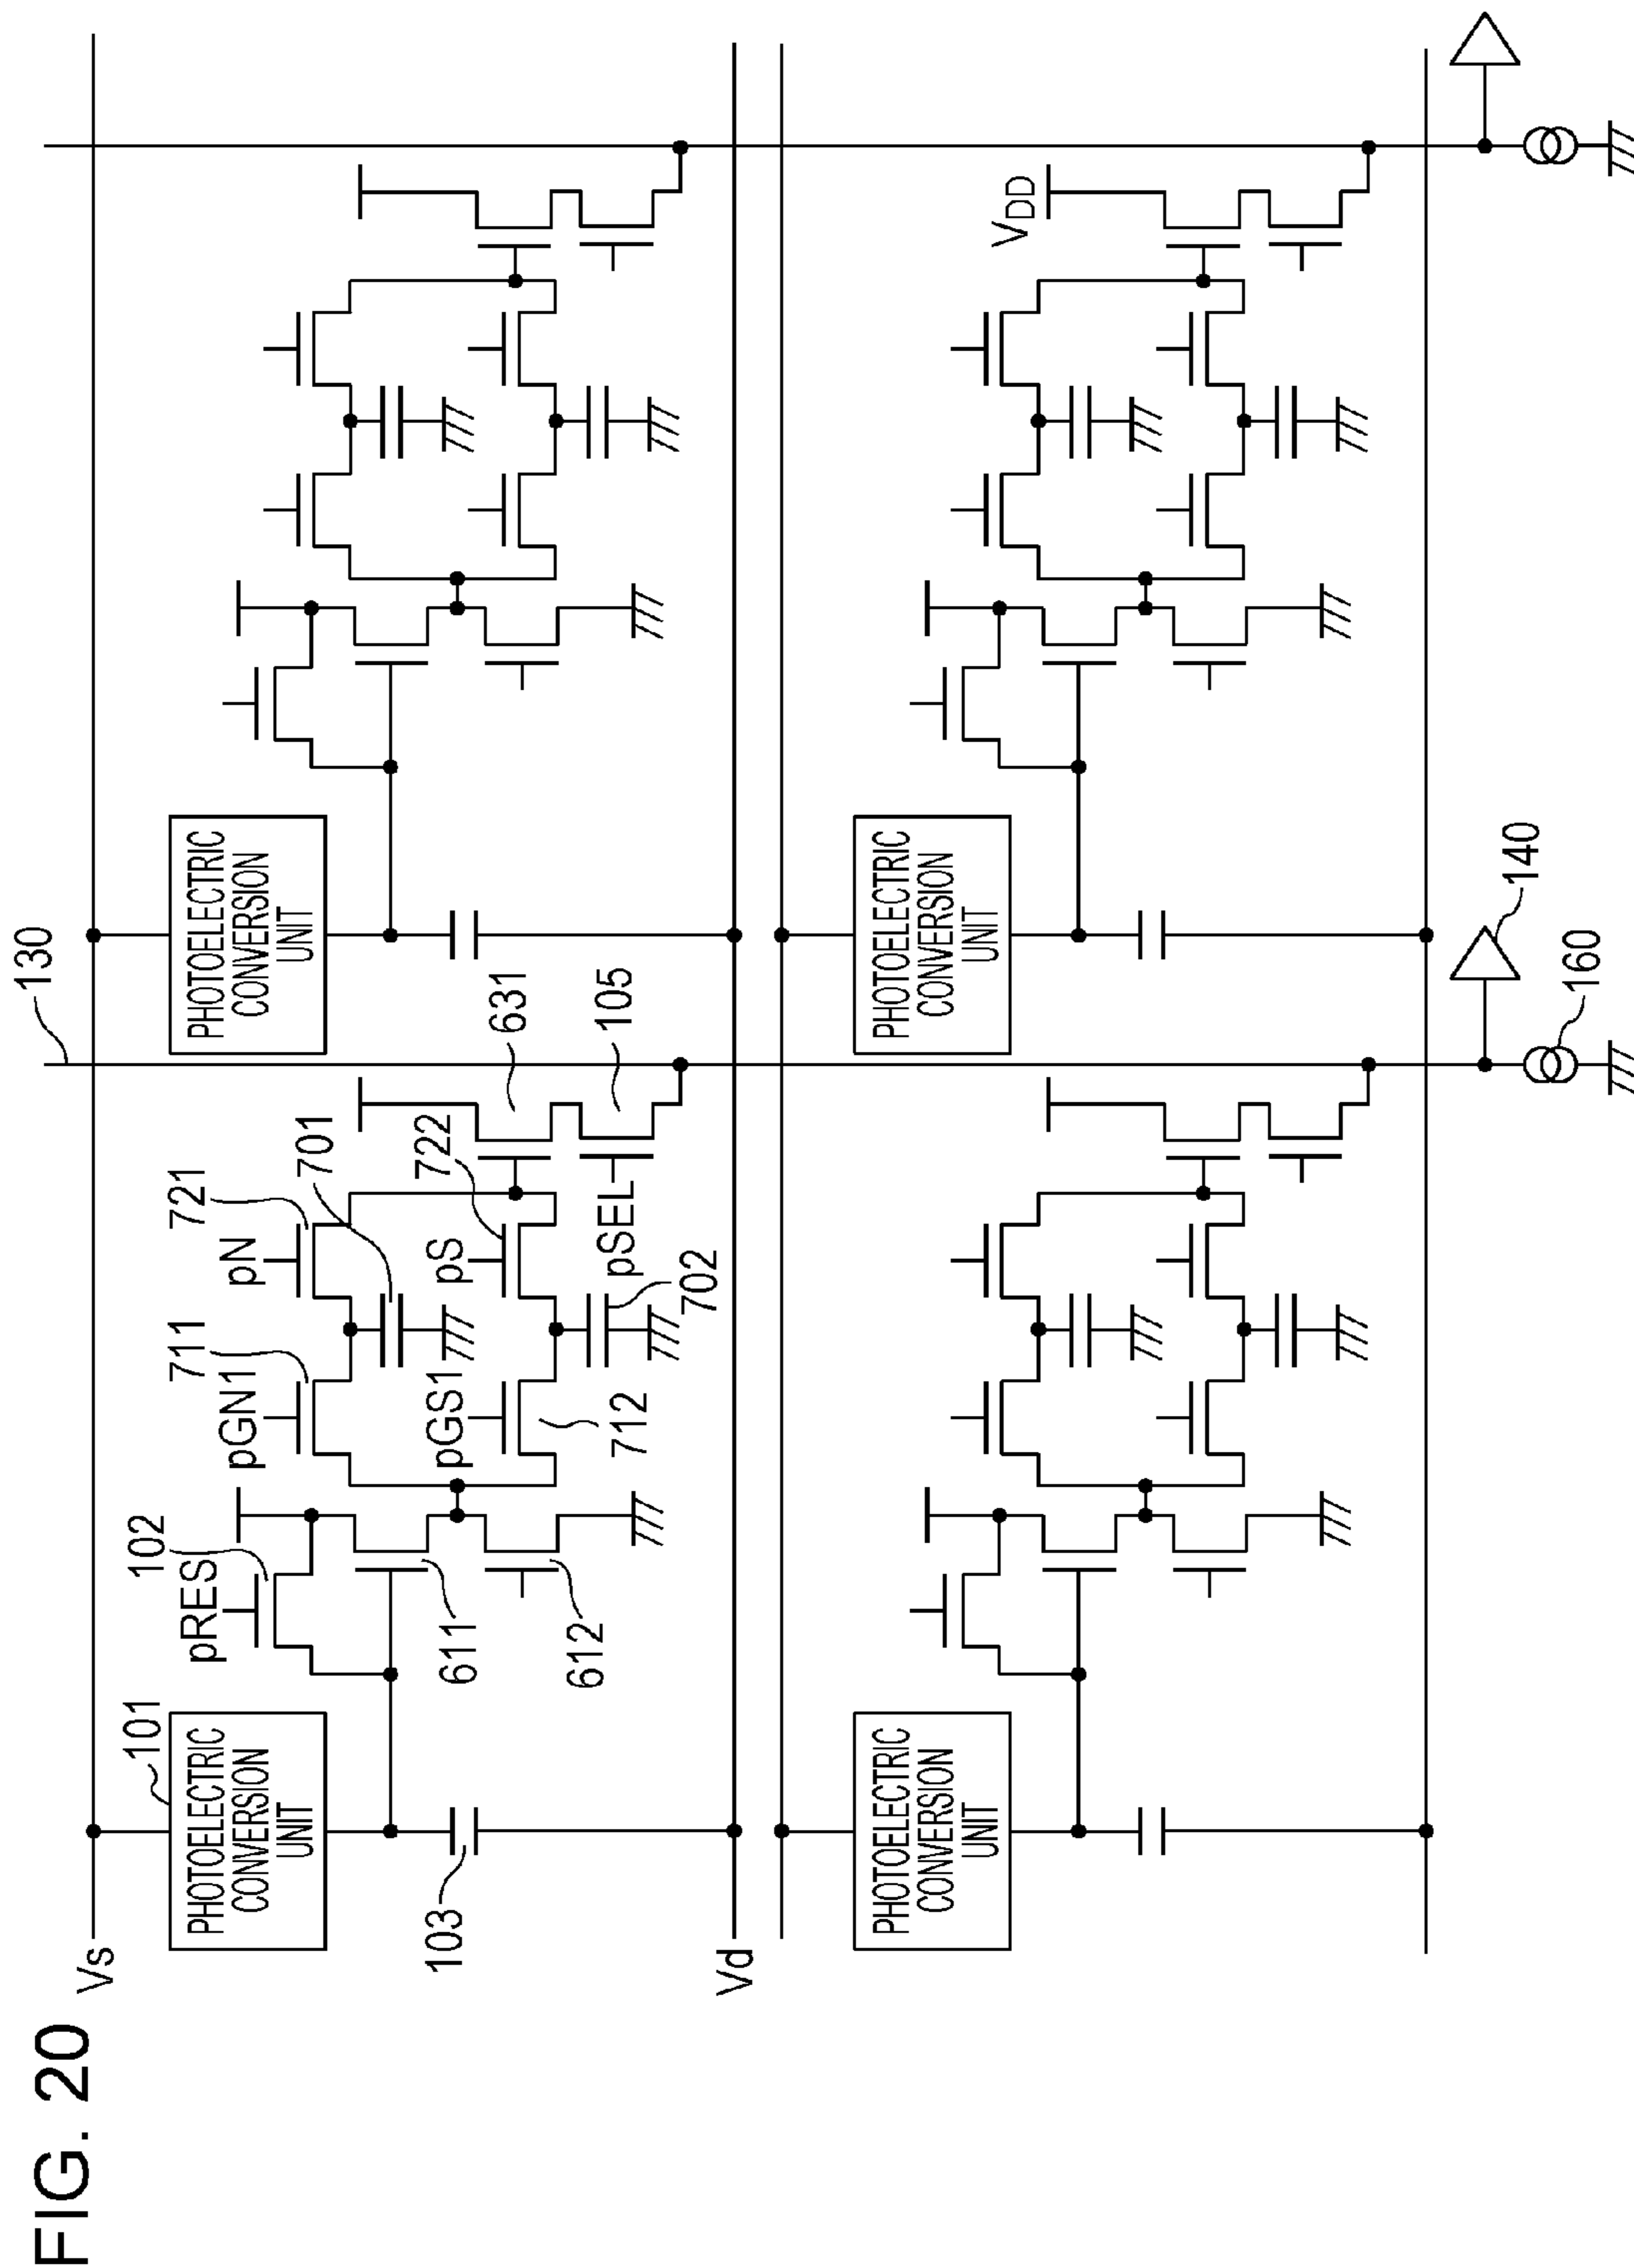 FIG. 20
Vs
Vd
101
PHOTOELECTRIC
CONVERSION
UNIT
103
102
pRES
611
612
711
pGN1
pGS1
712
721
pN
701
pS
722
702
pSEL
631
105
130
PHOTOELECTRIC
CONVERSION
UNIT
PHOTOELECTRIC
CONVERSION
UNIT
140
160
PHOTOELECTRIC
CONVERSION
UNIT
VDD